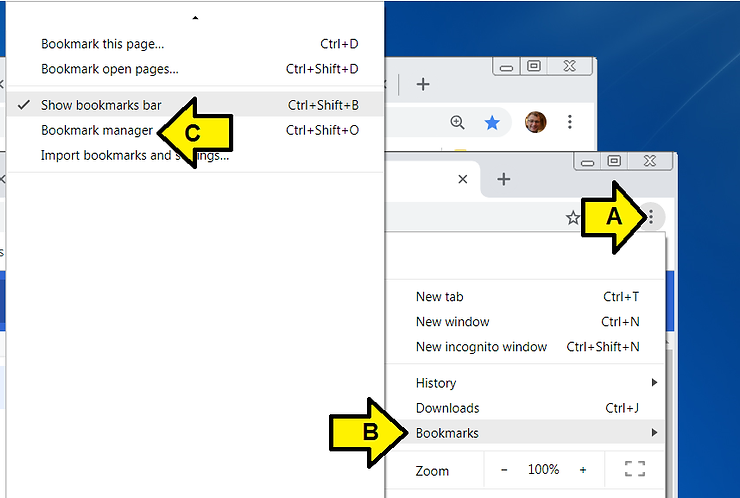 Bookmark this page... Ctrl+D
Bookmark open pages... Ctrl+Shift+D
Show bookmarks bar Ctrl+Shift+B
Bookmark manager C Ctrl+Shift+O
Import bookmarks and settings...
A
New tab Ctrl+T
New window Ctrl+N
New incognito window Ctrl+Shift+N
History
Downloads Ctrl+J
B Bookmarks
Zoom - 100% +